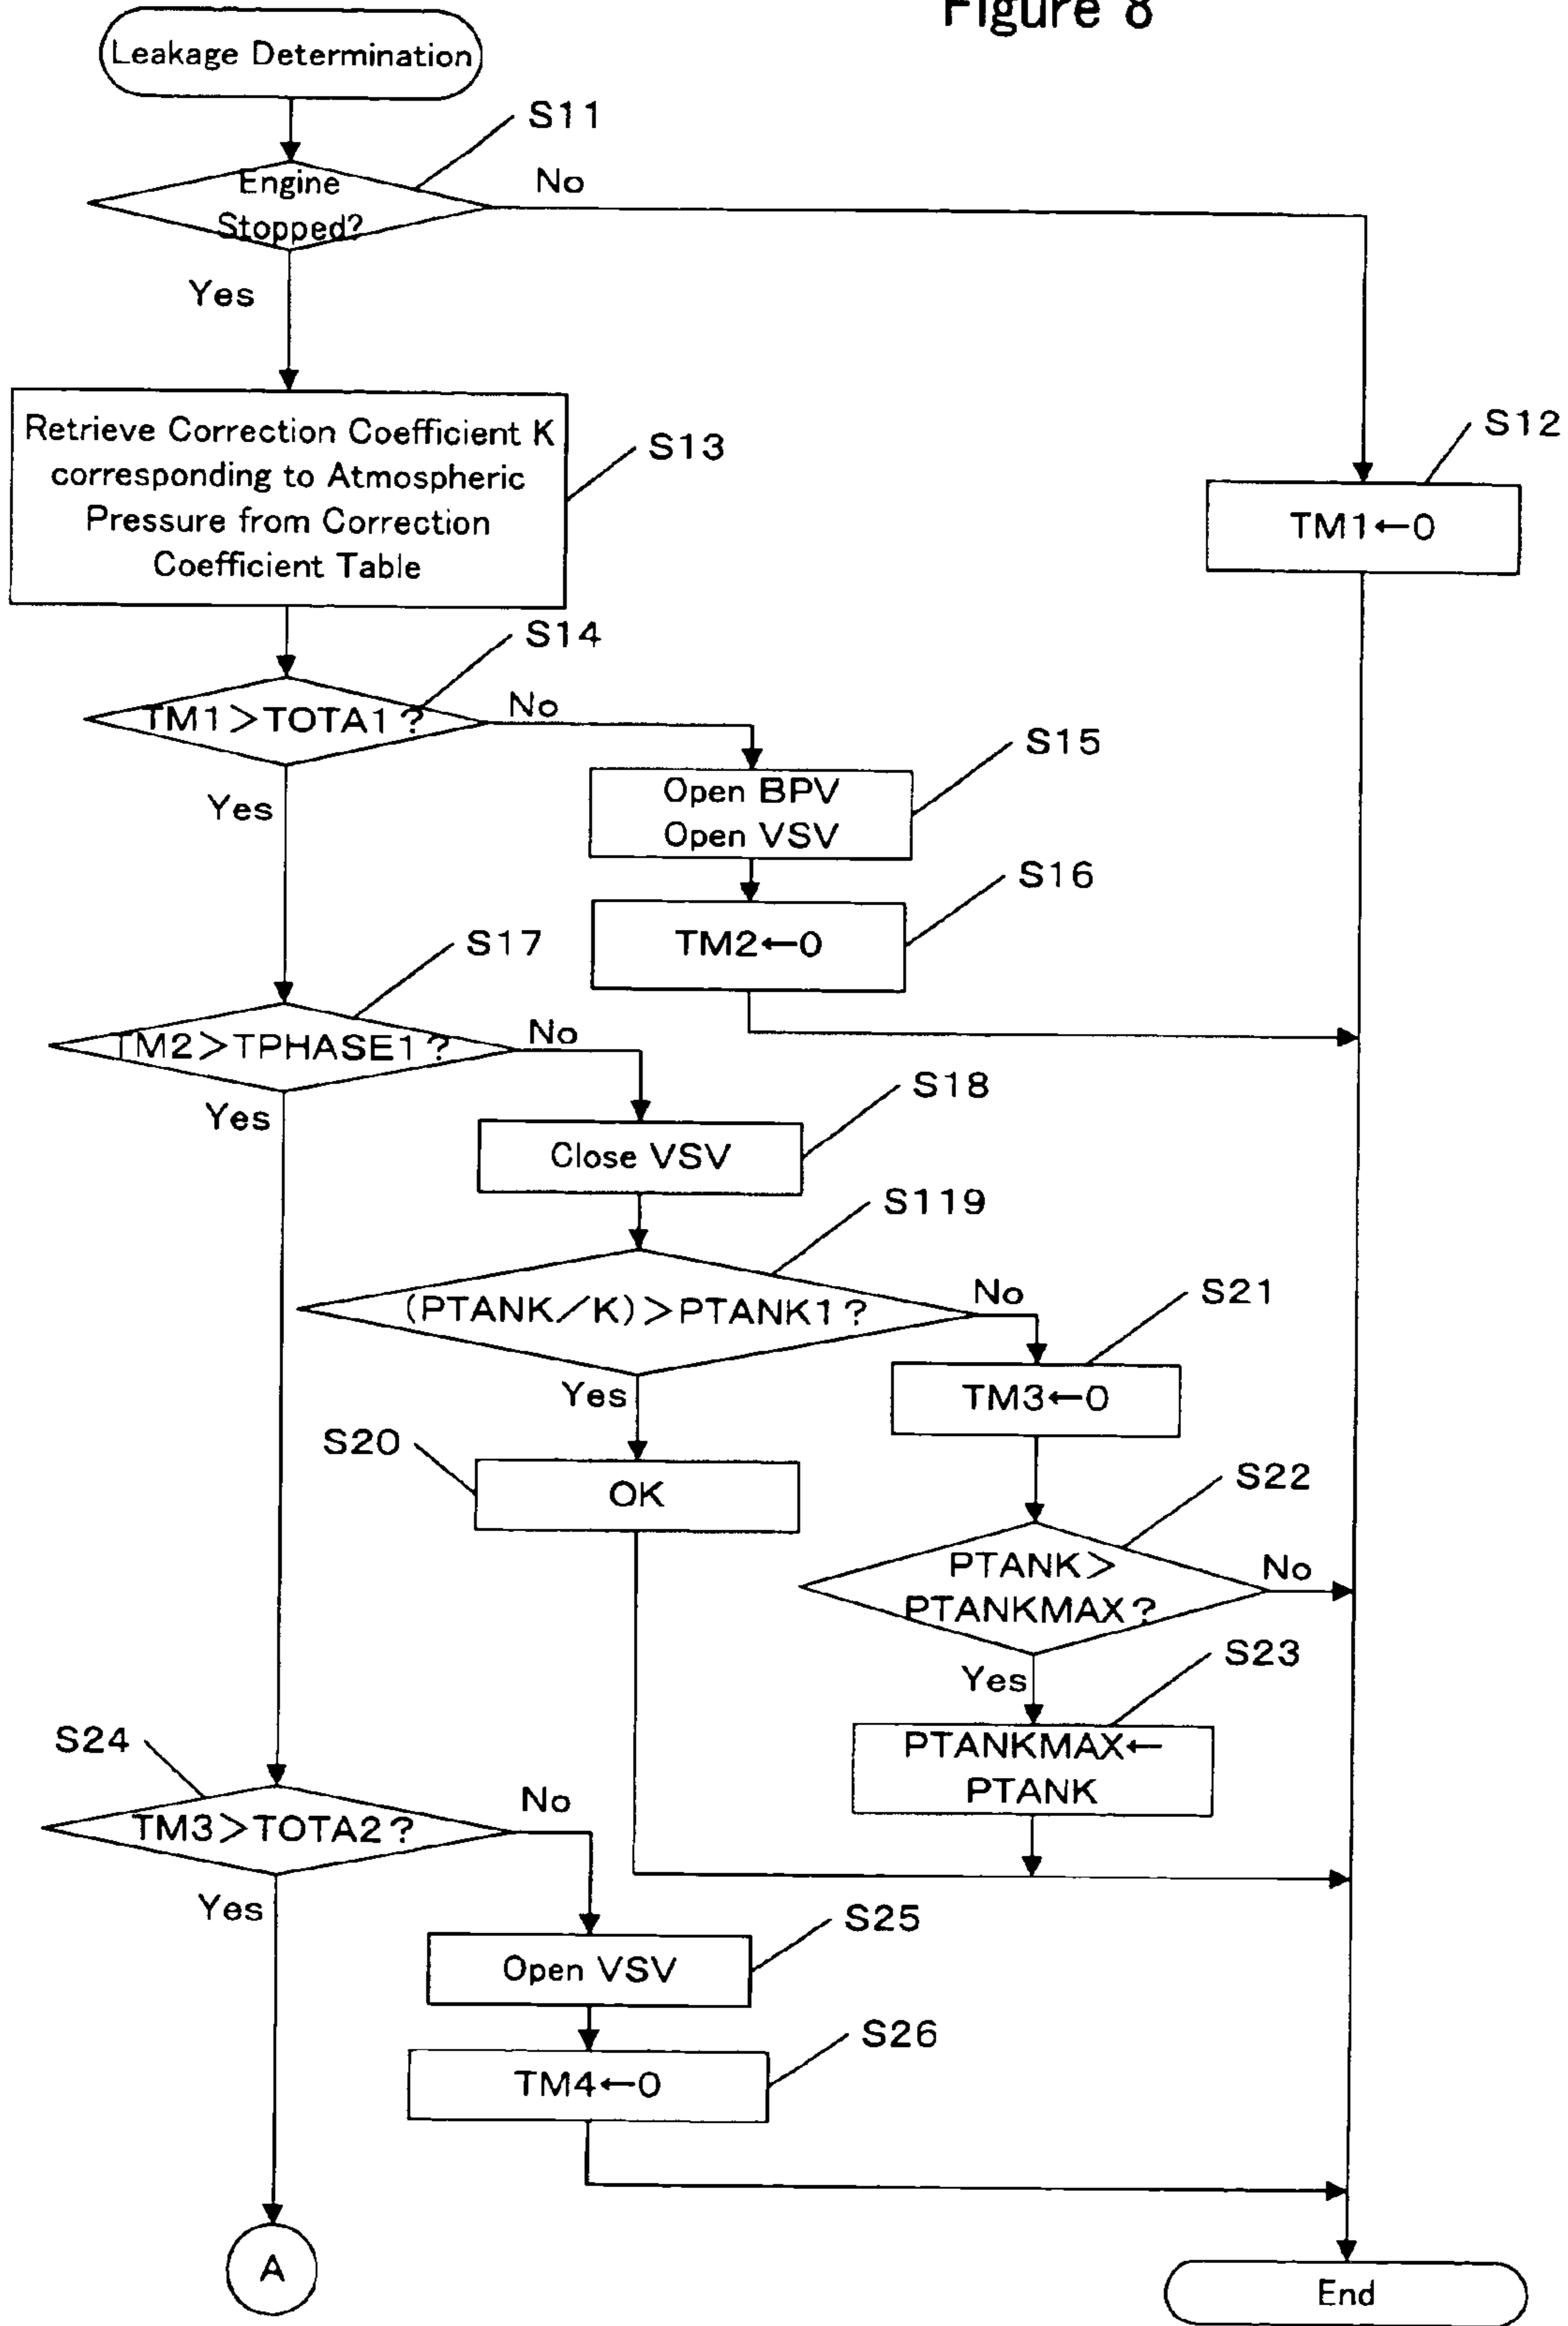 Figure 8
Leakage Determination
S11
Engine
Stopped?
No
Yes
Retrieve Correction Coefficient K
corresponding to Atmospheric
Pressure from Correction
Coefficient Table
S13
S12
TM1←0
S14
TM1>TOTA1?
No
Yes
S15
Open BPV
Open VSV
S16
TM2←0
S17
TM2>TPHASE1?
No
Yes
S18
Close VSV
S119
(PTANK/K)>PTANK1?
No
Yes
S21
TM3←0
S20
OK
S22
PTANK>
PTANKMAX?
No
Yes
S23
PTANKMAX←
PTANK
S24
TM3>TOTA2?
No
Yes
S25
Open VSV
S26
TM4←0
A
End